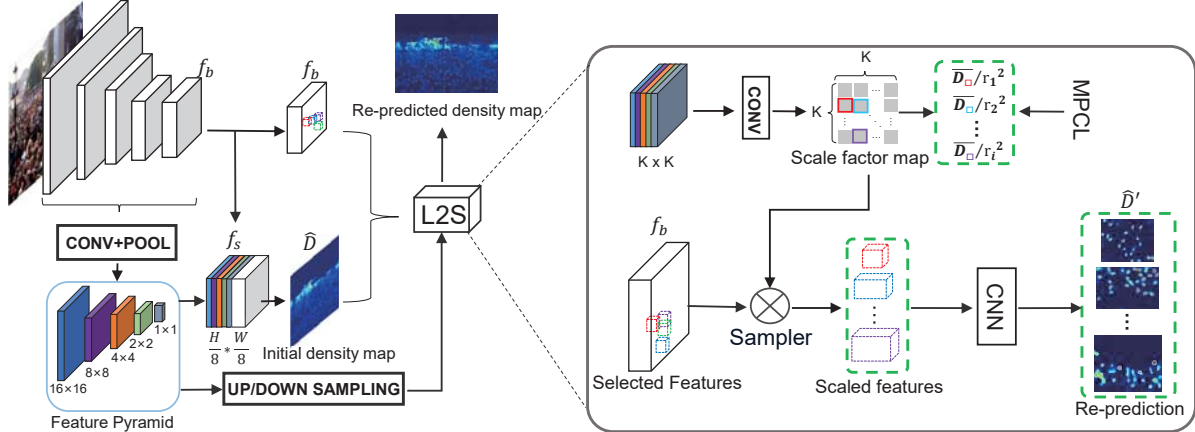 f_b
f_b
Re-predicted density map
CONV+POOL
f_s
D̂
L2S
16×16
8×8
4×4
2×2
1×1
Feature Pyramid
H/8 * W/8
Initial density map
UP/DOWN SAMPLING
K x K
CONV
K
K
Scale factor map
D̅□/r₁²
D̅□/r₂²
D̅□/rᵢ²
MPCL
f_b
Selected Features
Sampler
Scaled features
CNN
D̂′
Re-prediction